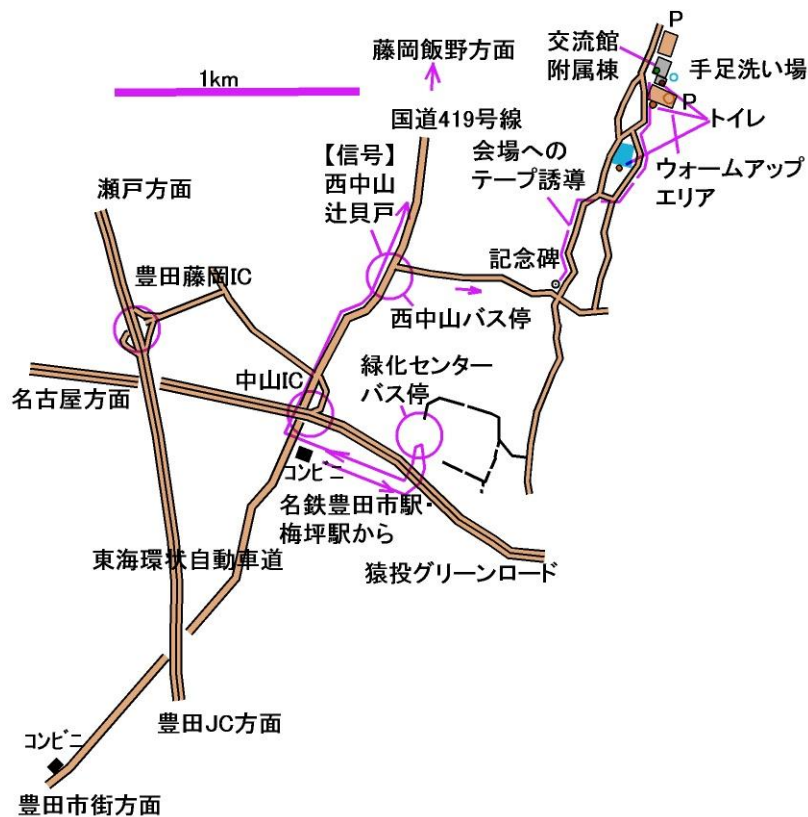 P
交流館
附属棟
手足洗い場
P
トイレ
ウォームアップ
エリア
藤岡飯野方面
1km
国道419号線
【信号】
西中山
辻貝戸
会場への
テープ誘導
瀬戸方面
記念碑
豊田藤岡IC
西中山バス停
緑化センター
バス停
中山IC
名古屋方面
コンビニ
名鉄豊田市駅・
梅坪駅から
東海環状自動車道
猿投グリーンロード
豊田JC方面
コンビニ
豊田市街方面